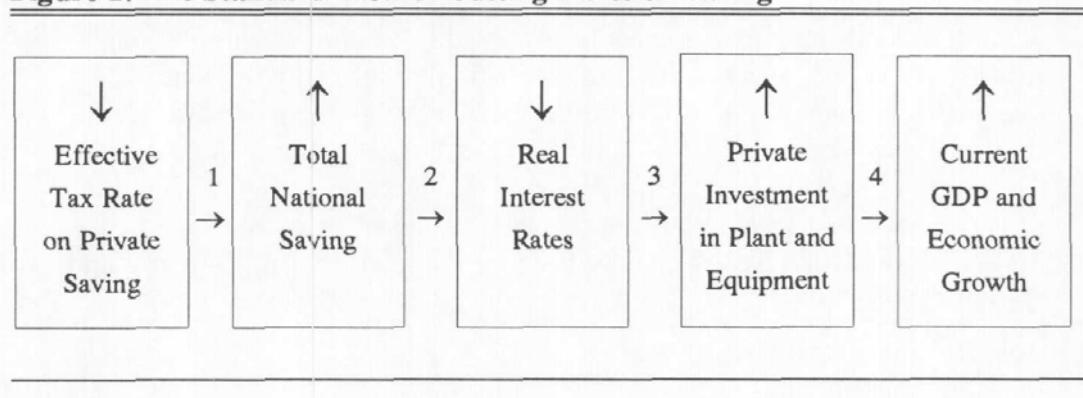 ↓
Effective
Tax Rate
on Private
Saving
1
→
↑
Total
National
Saving
2
→
↓
Real
Interest
Rates
3
→
↑
Private
Investment
in Plant and
Equipment
4
→
↑
Current
GDP and
Economic
Growth